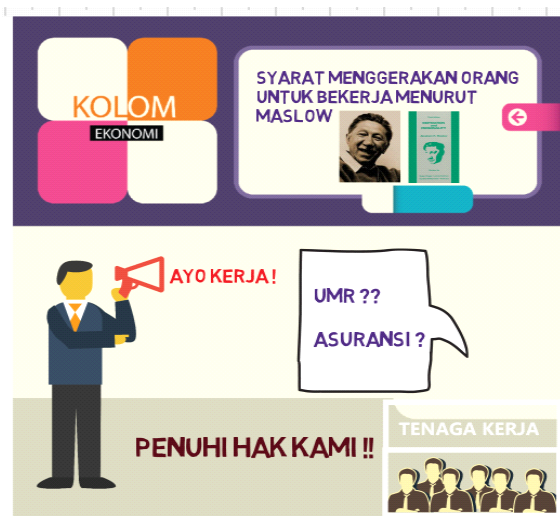 KOLOM
EKONOMI
SYARAT MENGGERAKAN ORANG
UNTUK BEKERJA MENURUT
MASLOW
AYO KERJA!
UMR ??
ASURANSI ?
PENUHI HAK KAMI !!
TENAGA KERJA